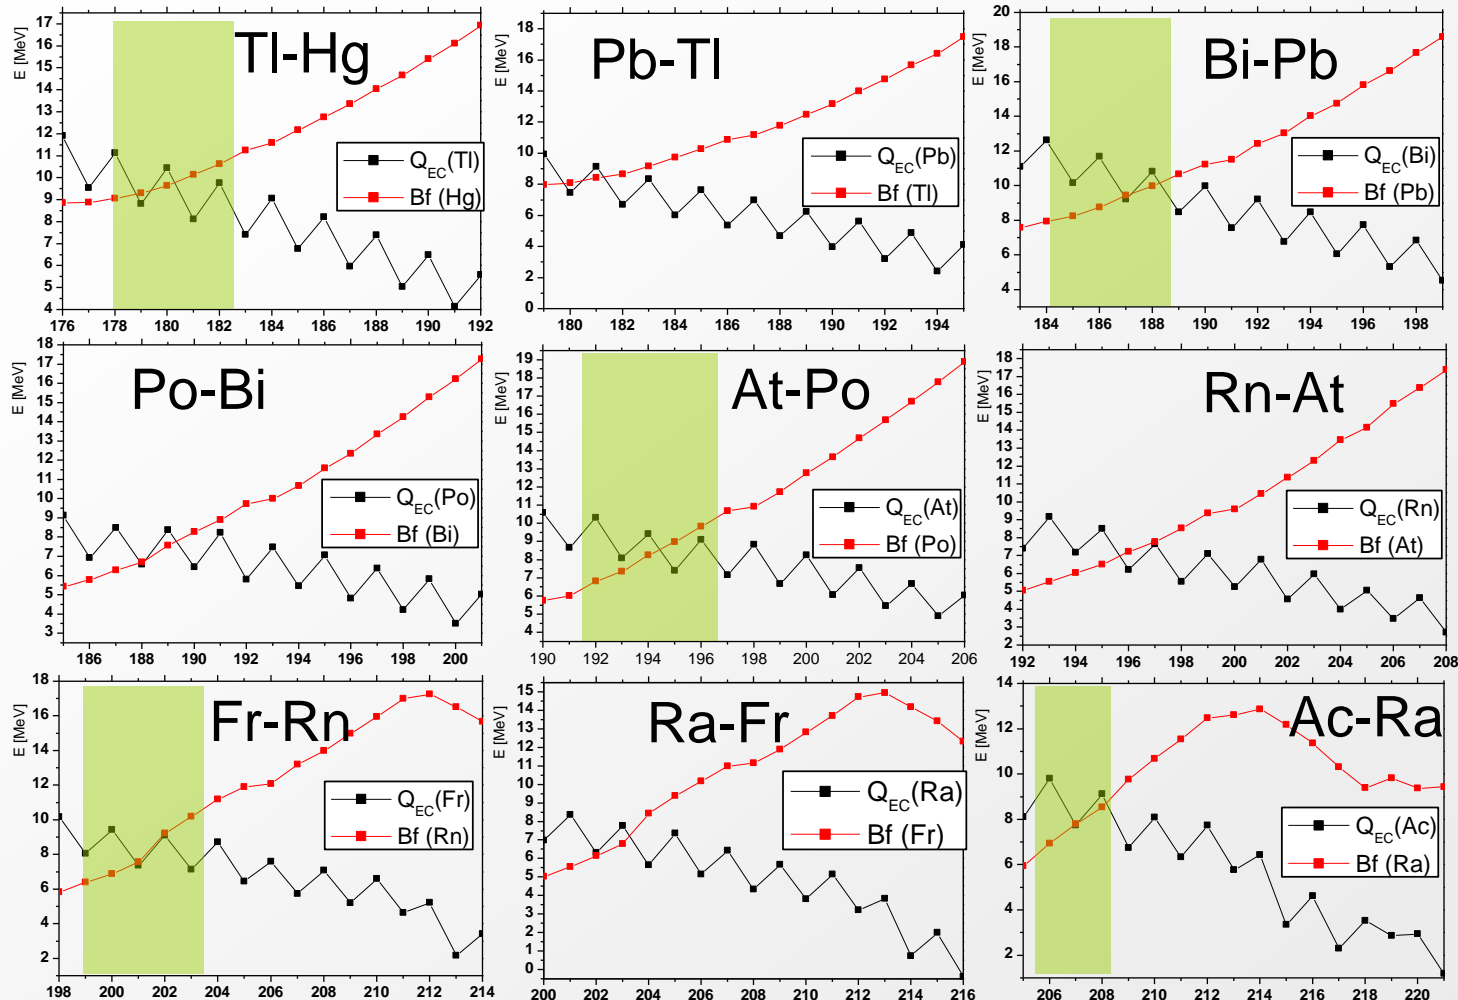 E [MeV]
17
16
15
14
13
12
11
10
9
8
7
6
5
4
Tl-Hg
Q_EC(Tl)
Bf (Hg)
176 178 180 182 184 186 188 190 192
E [MeV]
18
16
14
12
10
8
6
4
2
0
Pb-Tl
Q_EC(Pb)
Bf (Tl)
180 182 184 186 188 190 192 194
E [MeV]
20
18
16
14
12
10
8
6
4
Bi-Pb
Q_EC(Bi)
Bf (Pb)
184 186 188 190 192 194 196 198
E [MeV]
18
17
16
15
14
13
12
11
10
9
8
7
6
5
4
3
Po-Bi
Q_EC(Po)
Bf (Bi)
186 188 190 192 194 196 198 200
E [MeV]
19
18
17
16
15
14
13
12
11
10
9
8
7
6
5
4
At-Po
Q_EC(At)
Bf (Po)
190 192 194 196 198 200 202 204 206
E [MeV]
18
17
16
15
14
13
12
11
10
9
8
7
6
5
4
3
2
Rn-At
Q_EC(Rn)
Bf (At)
192 194 196 198 200 202 204 206 208
E [MeV]
18
16
14
12
10
8
6
4
2
Fr-Rn
Q_EC(Fr)
Bf (Rn)
198 200 202 204 206 208 210 212 214
E [MeV]
15
14
13
12
11
10
9
8
7
6
5
4
3
2
1
0
Ra-Fr
Q_EC(Ra)
Bf (Fr)
200 202 204 206 208 210 212 214 216
E [MeV]
14
12
10
8
6
4
2
Ac-Ra
Q_EC(Ac)
Bf (Ra)
206 208 210 212 214 216 218 220